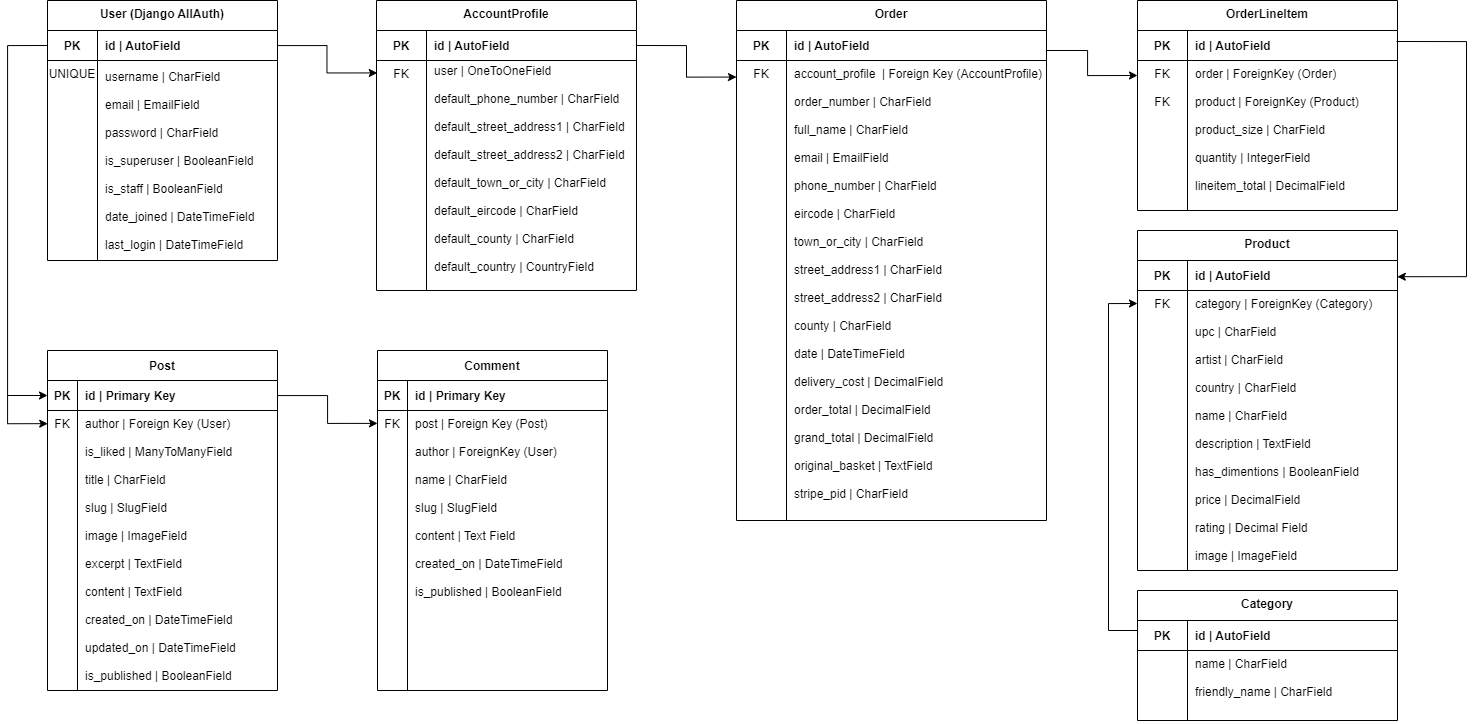 User (Django AllAuth)
PK id | AutoField
UNIQUE username | CharField
email | EmailField
password | CharField
is_superuser | BooleanField
is_staff | BooleanField
date_joined | DateTimeField
last_login | DateTimeField
AccountProfile
PK id | AutoField
FK user | OneToOneField
default_phone_number | CharField
default_street_address1 | CharField
default_street_address2 | CharField
default_town_or_city | CharField
default_eircode | CharField
default_county | CharField
default_country | CountryField
Order
PK id | AutoField
FK account_profile | Foreign Key (AccountProfile)
order_number | CharField
full_name | CharField
email | EmailField
phone_number | CharField
eircode | CharField
town_or_city | CharField
street_address1 | CharField
street_address2 | CharField
county | CharField
date | DateTimeField
delivery_cost | DecimalField
order_total | DecimalField
grand_total | DecimalField
original_basket | TextField
stripe_pid | CharField
OrderLineItem
PK id | AutoField
FK order | ForeignKey (Order)
FK product | ForeignKey (Product)
product_size | CharField
quantity | IntegerField
lineitem_total | DecimalField
Product
PK id | AutoField
FK category | ForeignKey (Category)
upc | CharField
artist | CharField
country | CharField
name | CharField
description | TextField
has_dimentions | BooleanField
price | DecimalField
rating | Decimal Field
image | ImageField
Post
PK id | Primary Key
FK author | Foreign Key (User)
is_liked | ManyToManyField
title | CharField
slug | SlugField
image | ImageField
excerpt | TextField
content | TextField
created_on | DateTimeField
updated_on | DateTimeField
is_published | BooleanField
Comment
PK id | Primary Key
FK post | Foreign Key (Post)
author | ForeignKey (User)
name | CharField
slug | SlugField
content | Text Field
created_on | DateTimeField
is_published | BooleanField
Category
PK id | AutoField
name | CharField
friendly_name | CharField